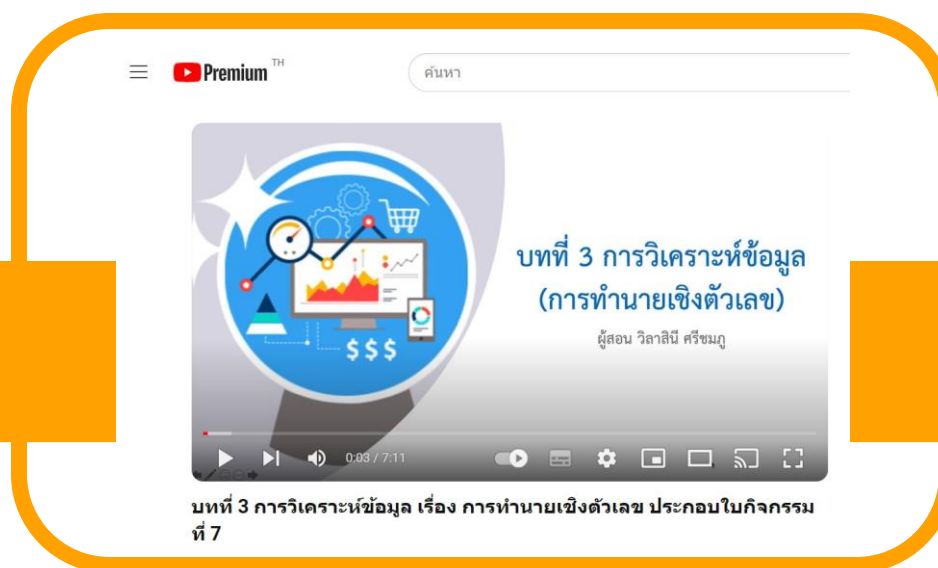 Premium TH
ค้นหา
บทที่ 3 การวิเคราะห์ข้อมูล
(การทำนายเชิงตัวเลข)
ผู้สอน วิลาสินี ศรีชมภู
$$$
0:03 / 7:11
บทที่ 3 การวิเคราะห์ข้อมูล เรื่อง การทำนายเชิงตัวเลข ประกอบใบกิจกรรม
ที่ 7